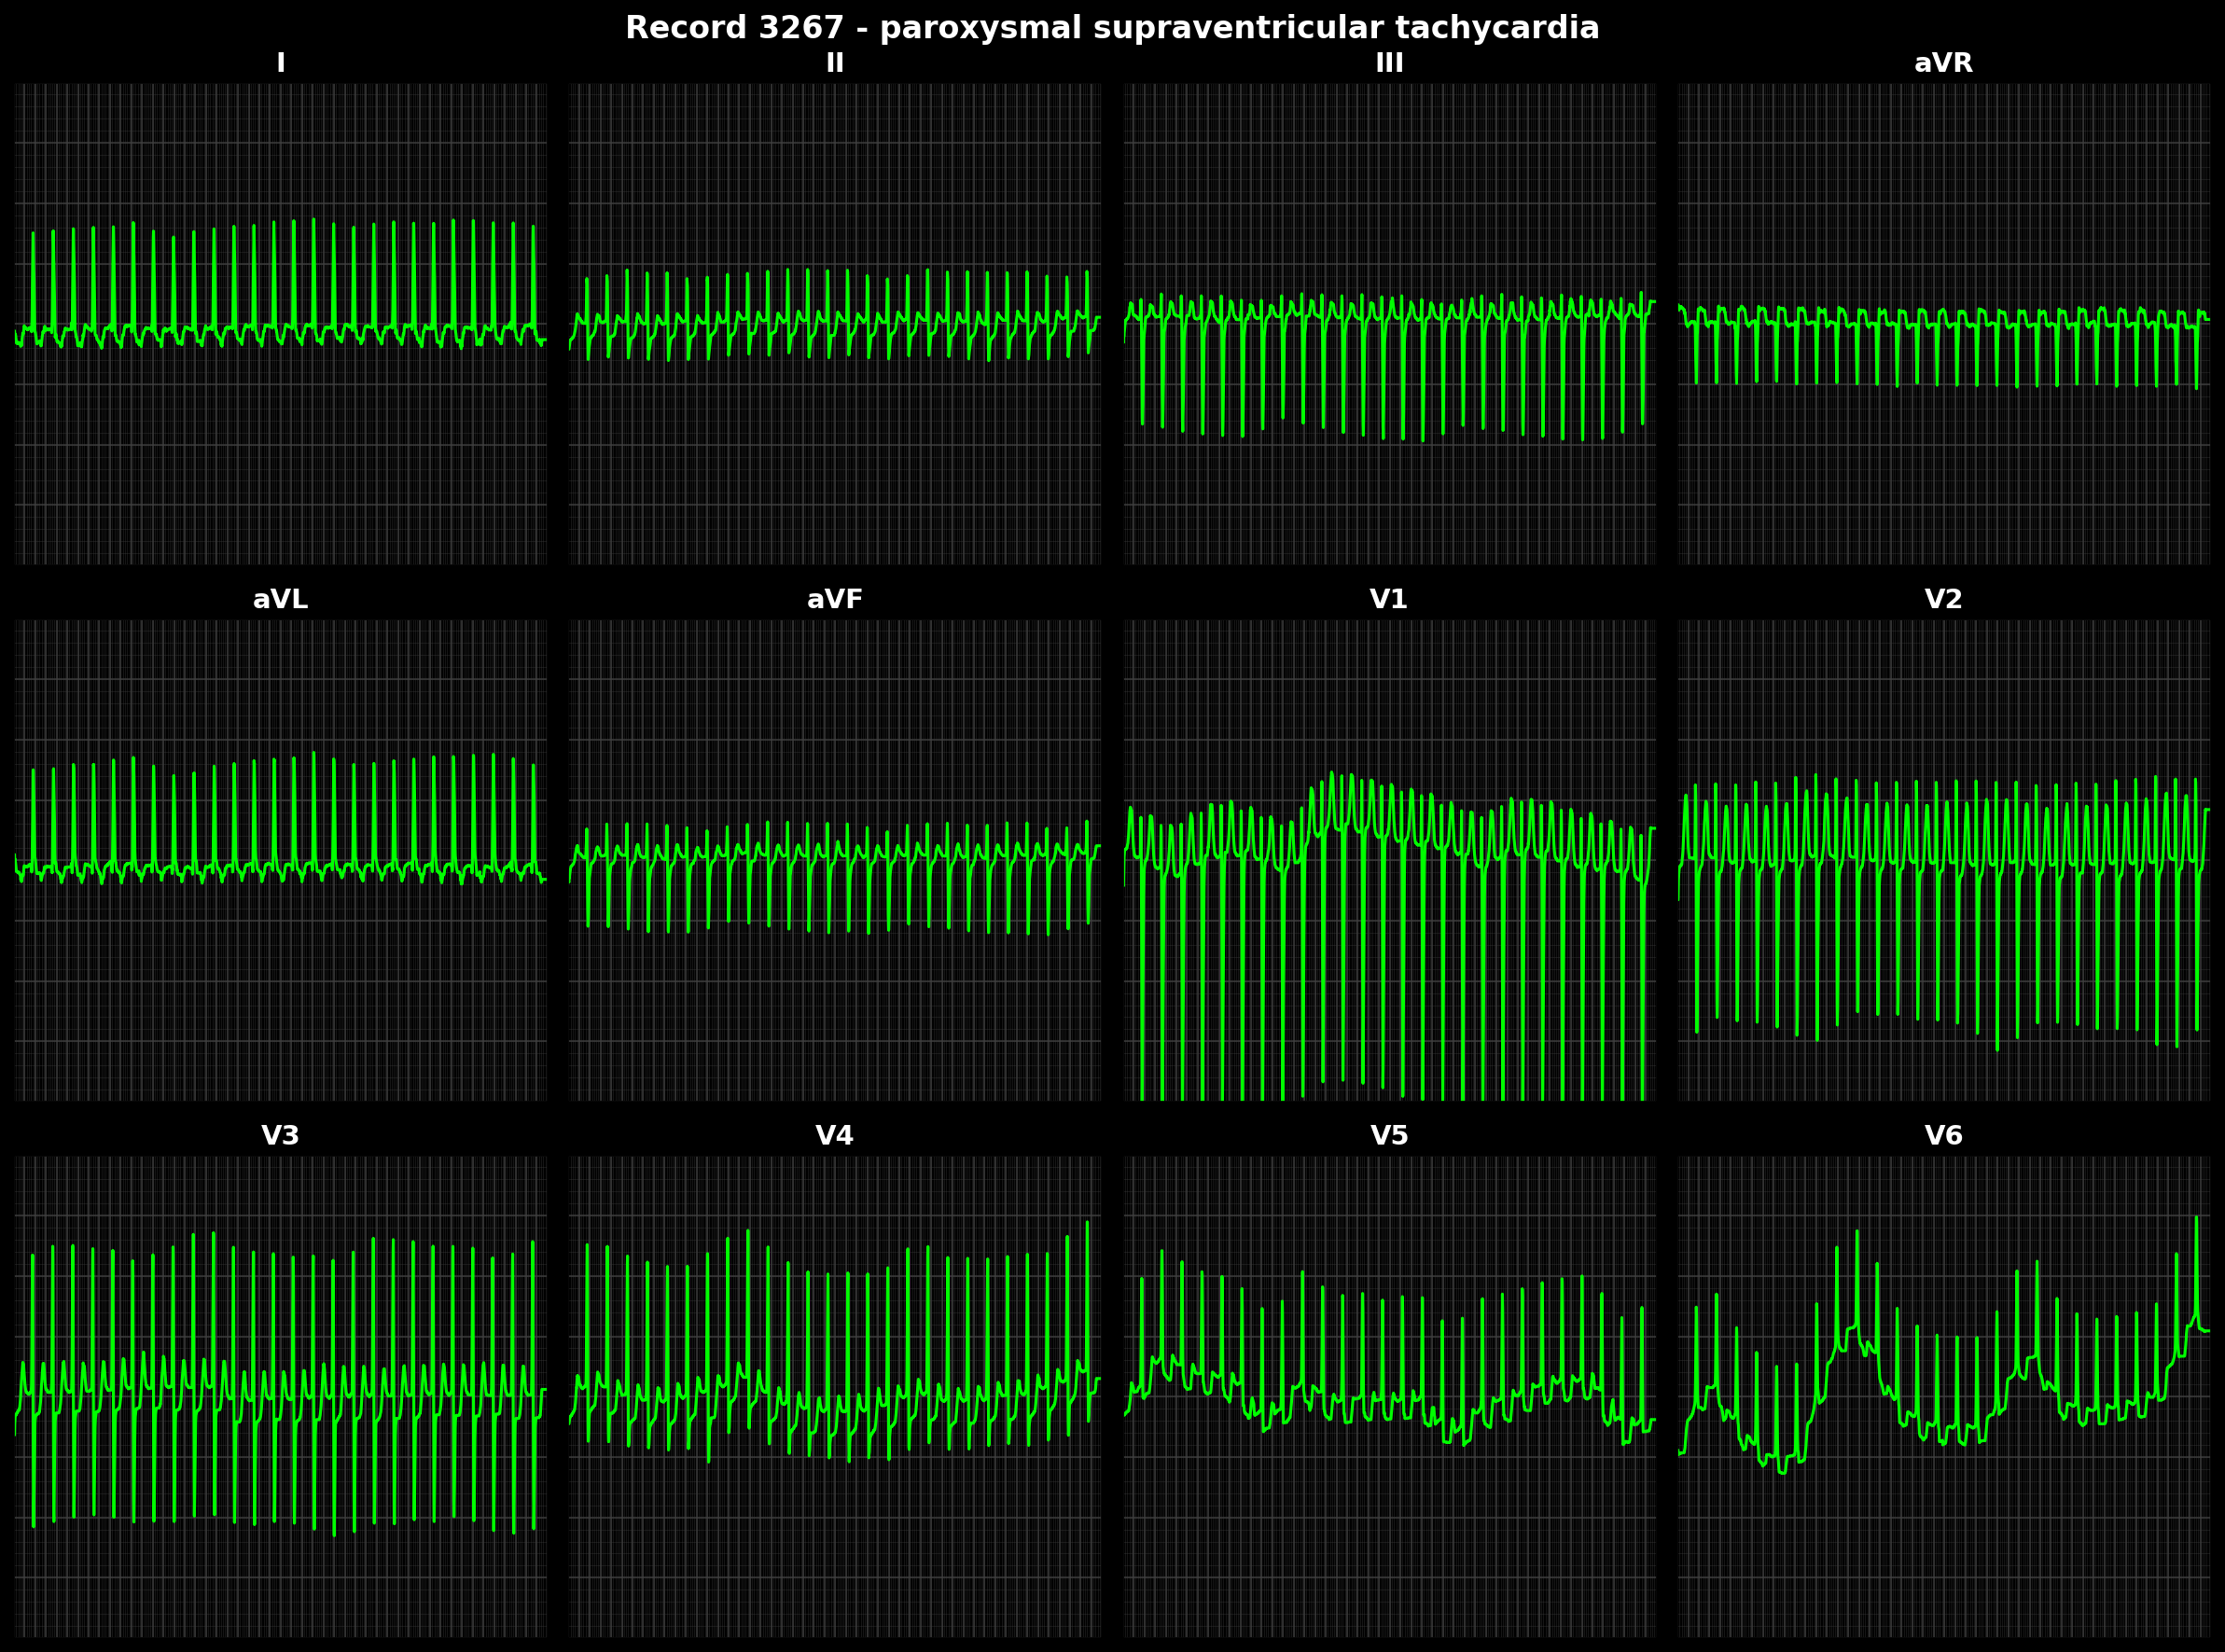 Record 3267 - paroxysmal supraventricular tachycardia
I II III aVR
aVL aVF V1 V2
V3 V4 V5 V6